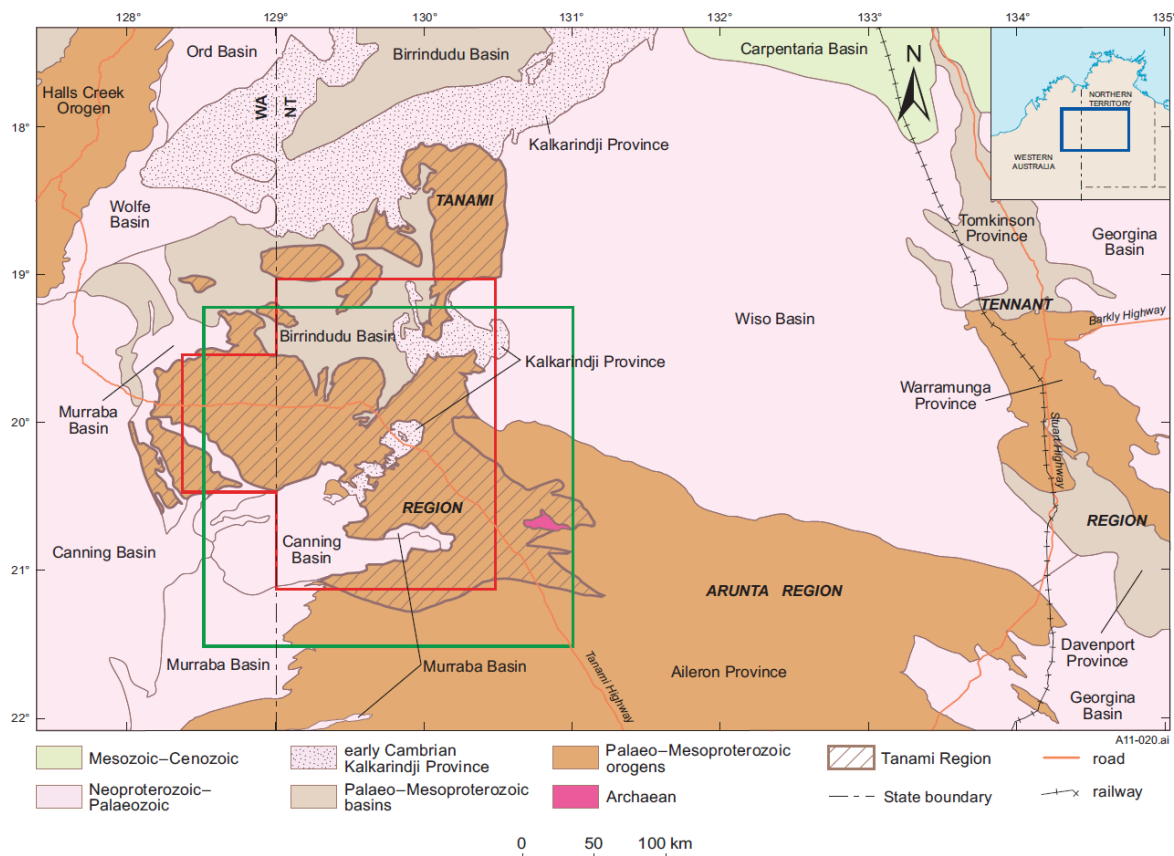 128°
129°
130°
131°
132°
133°
134°
135°
18°
19°
20°
21°
22°
Ord Basin
Birrindudu Basin
Carpentaria Basin
N
NORTHERN
TERRITORY
WESTERN
AUSTRALIA
Halls Creek
Orogen
WA
NT
Kalkarindji Province
Wolfe
Basin
TANAMI
Tomkinson
Province
Georgina
Basin
TENNANT
Barkly Highway
Birrindudu Basin
Wiso Basin
Kalkarindji Province
Murraba
Basin
Warramunga
Province
Stuart Highway
REGION
REGION
Canning Basin
Canning
Basin
ARUNTA REGION
Murraba Basin
Murraba Basin
Tanami Highway
Aileron Province
Davenport
Province
Georgina
Basin
A11-020.ai
Mesozoic–Cenozoic
Neoproterozoic–
Palaeozoic
early Cambrian
Kalkarindji Province
Palaeo–Mesoproterozoic
basins
Palaeo–Mesoproterozoic
orogens
Archaean
Tanami Region
State boundary
road
railway
0 50 100 km